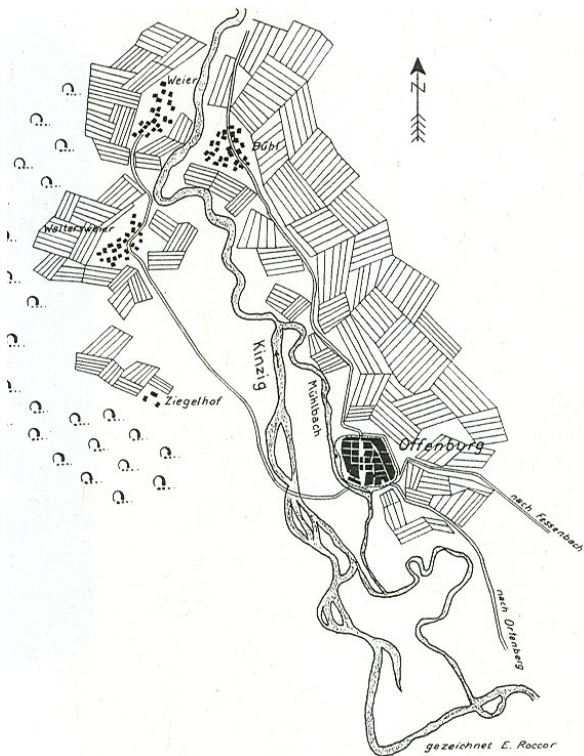 Weier
N
Bühl
Waltersweier
Kinzig
Mühlbach
Ziegelhof
Offenburg
nach Fessenbach
nach Ortenberg
gezeichnet E. Roccor